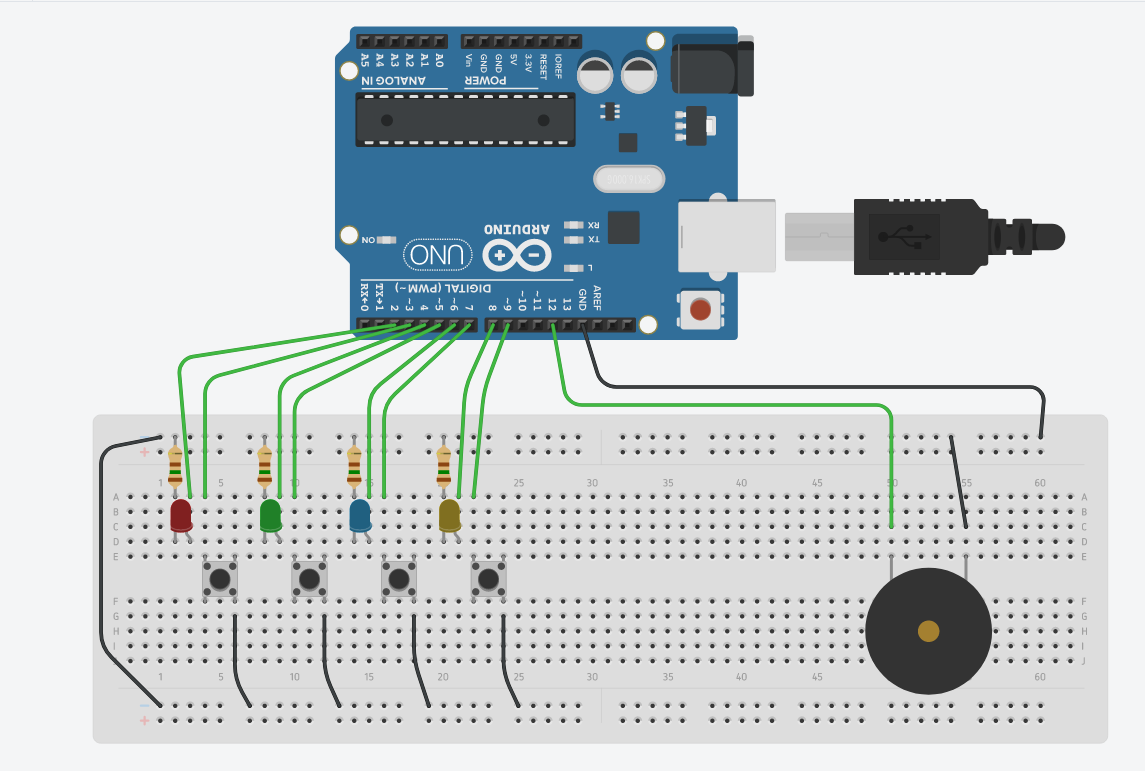 A5 A4 A3 A2 A1 A0
Vin GND GND 5V 3.3V RESET IOREF
ANALOG IN
POWER
RX
TX
L
ON
UNO
ARDUINO
DIGITAL (PWM~)
RX←0 TX→1 2 ~3 4 ~5 ~6 7 8 ~9 ~10 ~11 12 13 GND AREF
+
1 5 10 15 20 25 30 35 40 45 50 55 60
A A
B B
C C
D D
E E
F F
G G
H H
I I
J
1 5 10 15 20 25 30 35 40 45 60
−
+